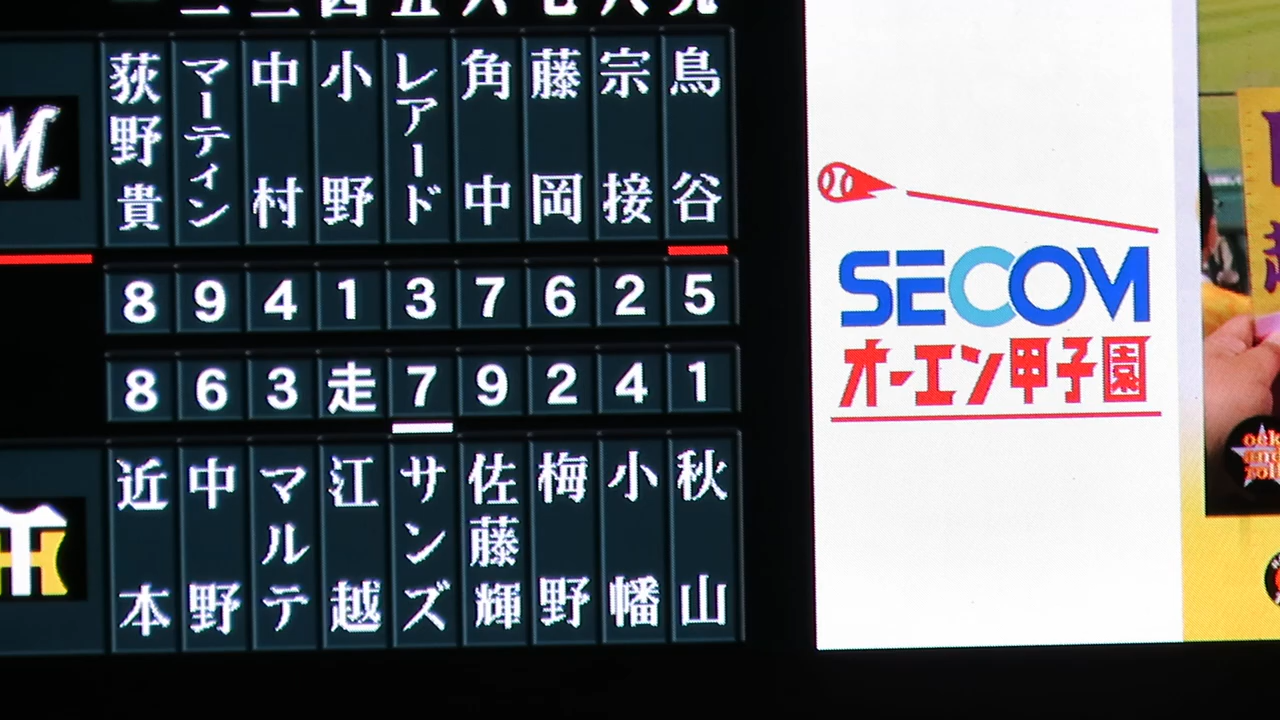 二 三 四 五 六 七 八 九
M
荻野貴 マーティン 中村 小野 レアード 角中 藤岡 宗接 鳥谷
8 9 4 1 3 7 6 2 5
8 6 3 走 7 9 2 4 1
近本 中野 マルテ 江越 サンズ 佐藤輝 梅野 小幡 秋山
SECOM
オーエン甲子園